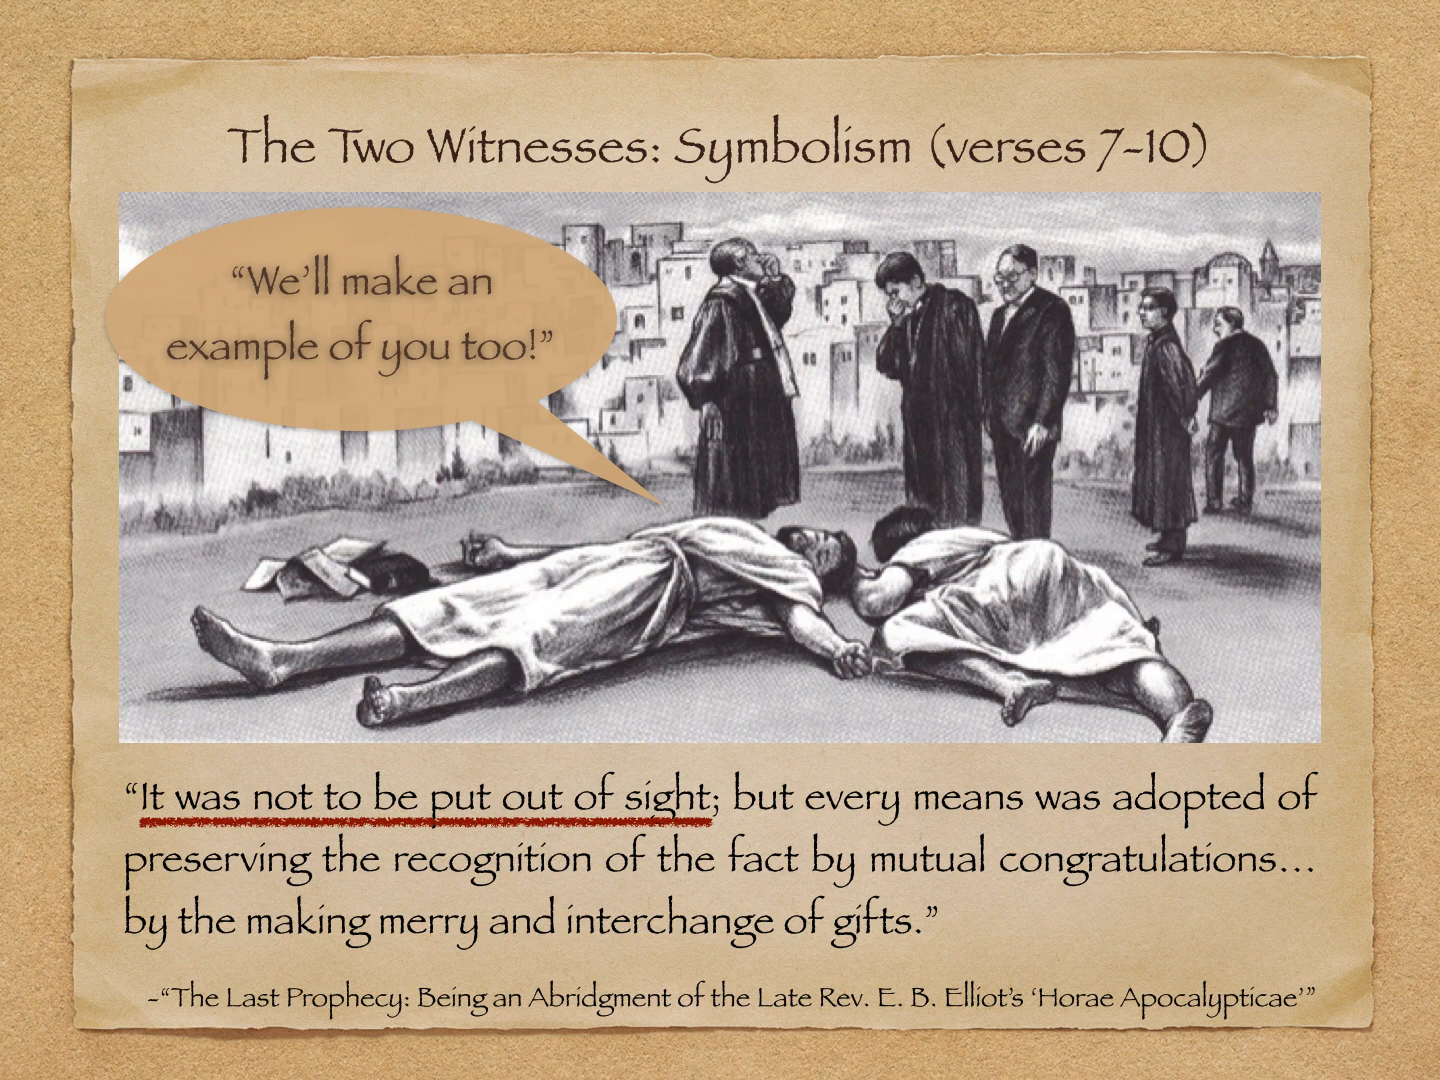 The Two Witnesses: Symbolism (verses 7-10)
“We’ll make an
example of you too!”
“It was not to be put out of sight; but every means was adopted of
preserving the recognition of the fact by mutual congratulations…
by the making merry and interchange of gifts.”
-“The Last Prophecy: Being an Abridgment of the Late Rev. E. B. Elliot’s ‘Horae Apocalypticae’”